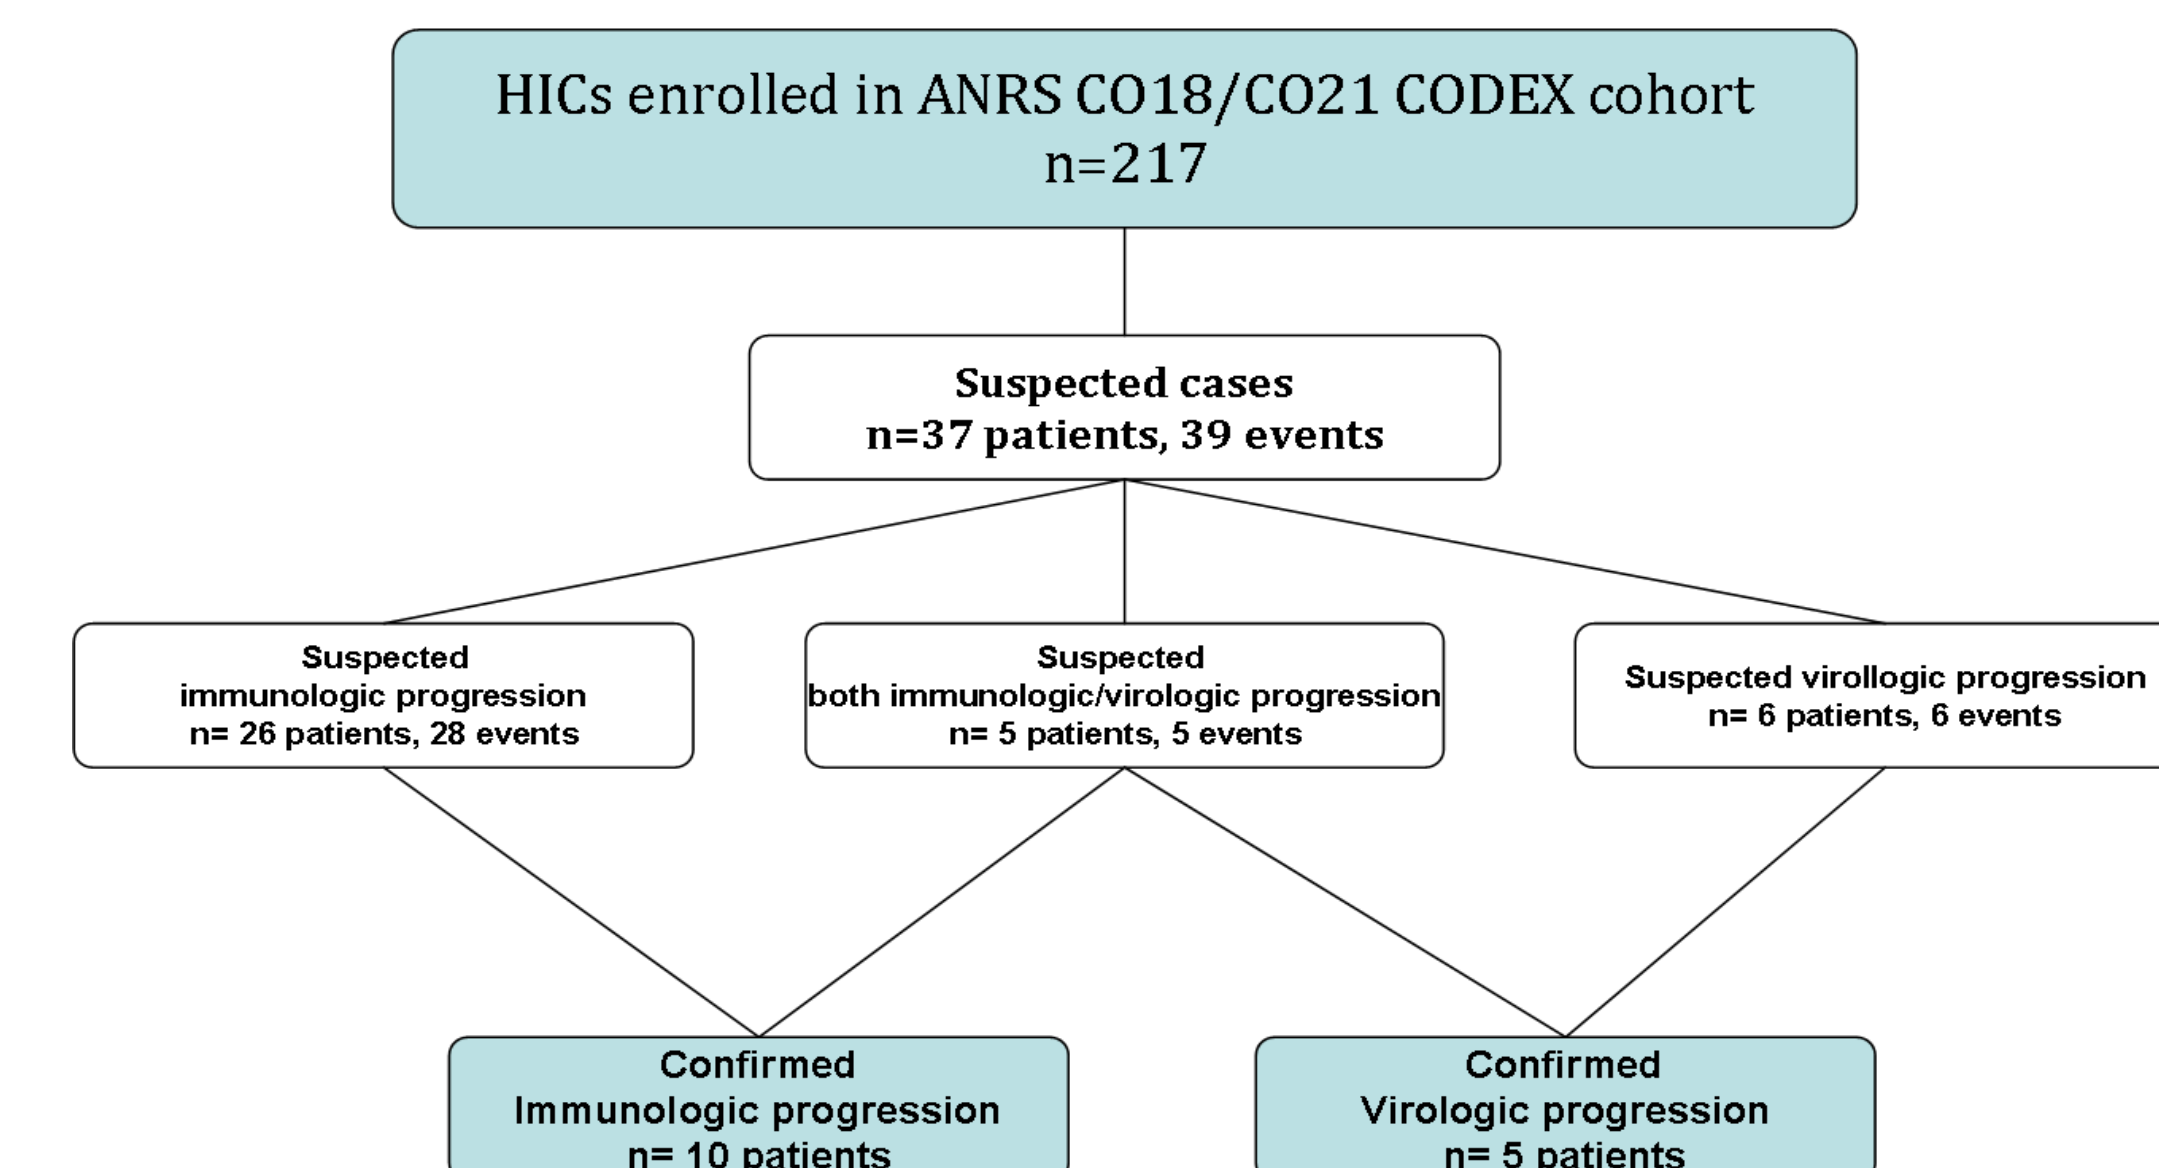 HICs enrolled in ANRS CO18/CO21 CODEX cohort
n=217
Suspected cases
n=37 patients, 39 events
Suspected
immunologic progression
n= 26 patients, 28 events
Suspected
both immunologic/virologic progression
n= 5 patients, 5 events
Suspected virollogic progression
n= 6 patients, 6 events
Confirmed
Immunologic progression
n= 10 patients
Confirmed
Virologic progression
n= 5 patients